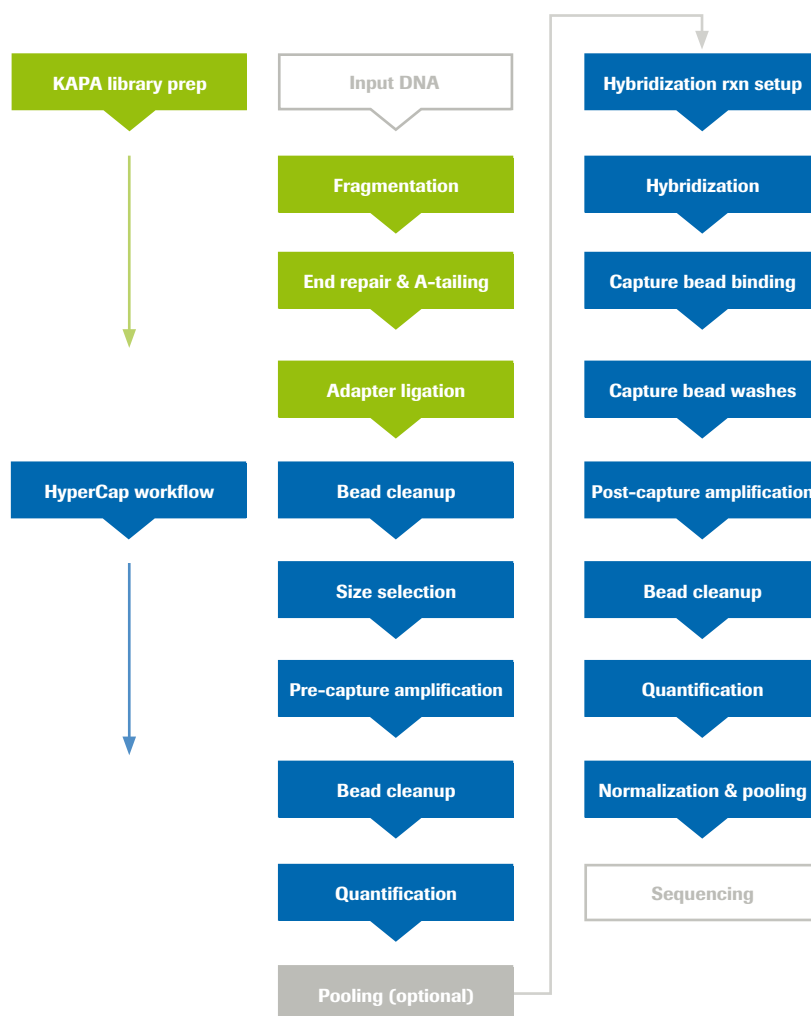 KAPA library prep
HyperCap workflow
Input DNA
Fragmentation
End repair & A-tailing
Adapter ligation
Bead cleanup
Size selection
Pre-capture amplification
Bead cleanup
Quantification
Pooling (optional)
Hybridization rxn setup
Hybridization
Capture bead binding
Capture bead washes
Post-capture amplification
Bead cleanup
Quantification
Normalization & pooling
Sequencing